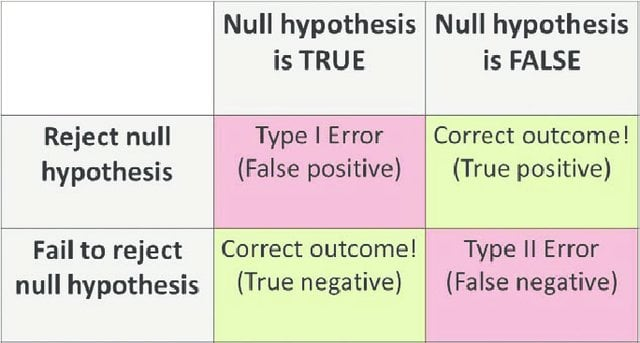 Null hypothesis
is TRUE
Null hypothesis
is FALSE
Reject null
hypothesis
Type I Error
(False positive)
Correct outcome!
(True positive)
Fail to reject
null hypothesis
Correct outcome!
(True negative)
Type II Error
(False negative)